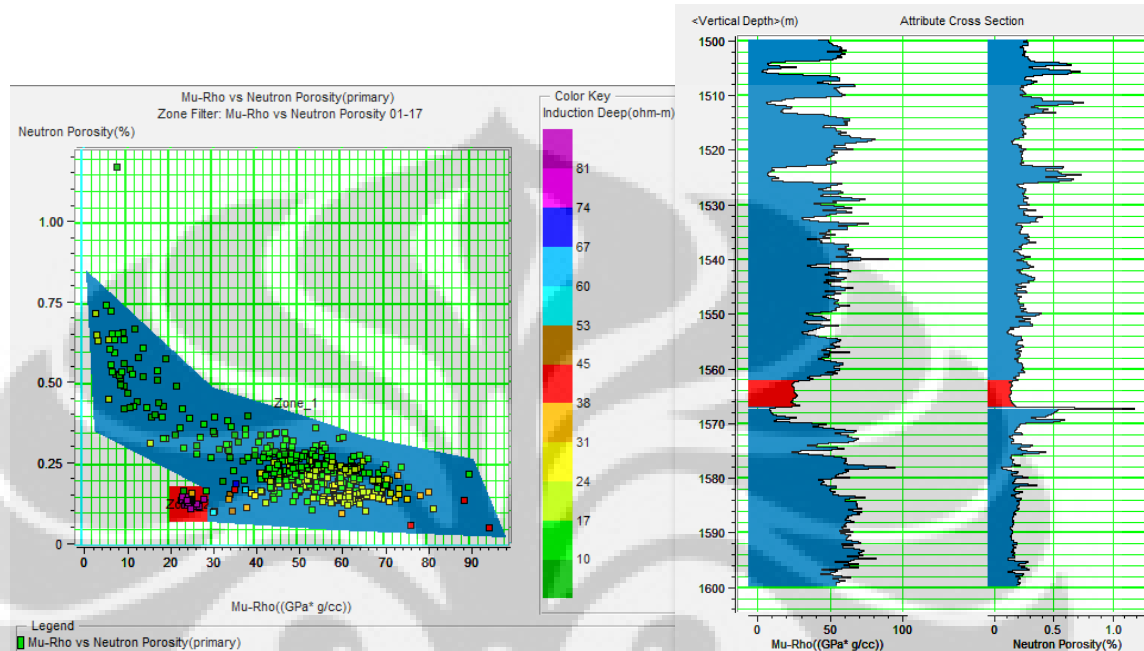 Mu-Rho vs Neutron Porosity(primary)
Zone Filter: Mu-Rho vs Neutron Porosity 01-17
Neutron Porosity(%)
1.00
0.75
0.50
0.25
0
Zone_1
0 10 20 30 40 50 60 70 80 90
Mu-Rho((GPa* g/cc))
Legend
Mu-Rho vs Neutron Porosity(primary)
Color Key
Induction Deep(ohm-m)
81
74
67
60
53
45
38
31
24
17
10
<Vertical Depth>(m) Attribute Cross Section
1500
1510
1520
1530
1540
1550
1560
1570
1580
1590
1600
0 50 100 0 0.5 1.0
Mu-Rho((GPa* g/cc)) Neutron Porosity(%)